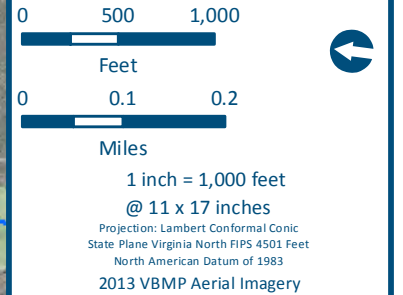 0 500 1,000
Feet
0 0.1 0.2
Miles
1 inch = 1,000 feet
@ 11 x 17 inches
Projection: Lambert Conformal Conic
State Plane Virginia North FIPS 4501 Feet
North American Datum of 1983
2013 VBMP Aerial Imagery